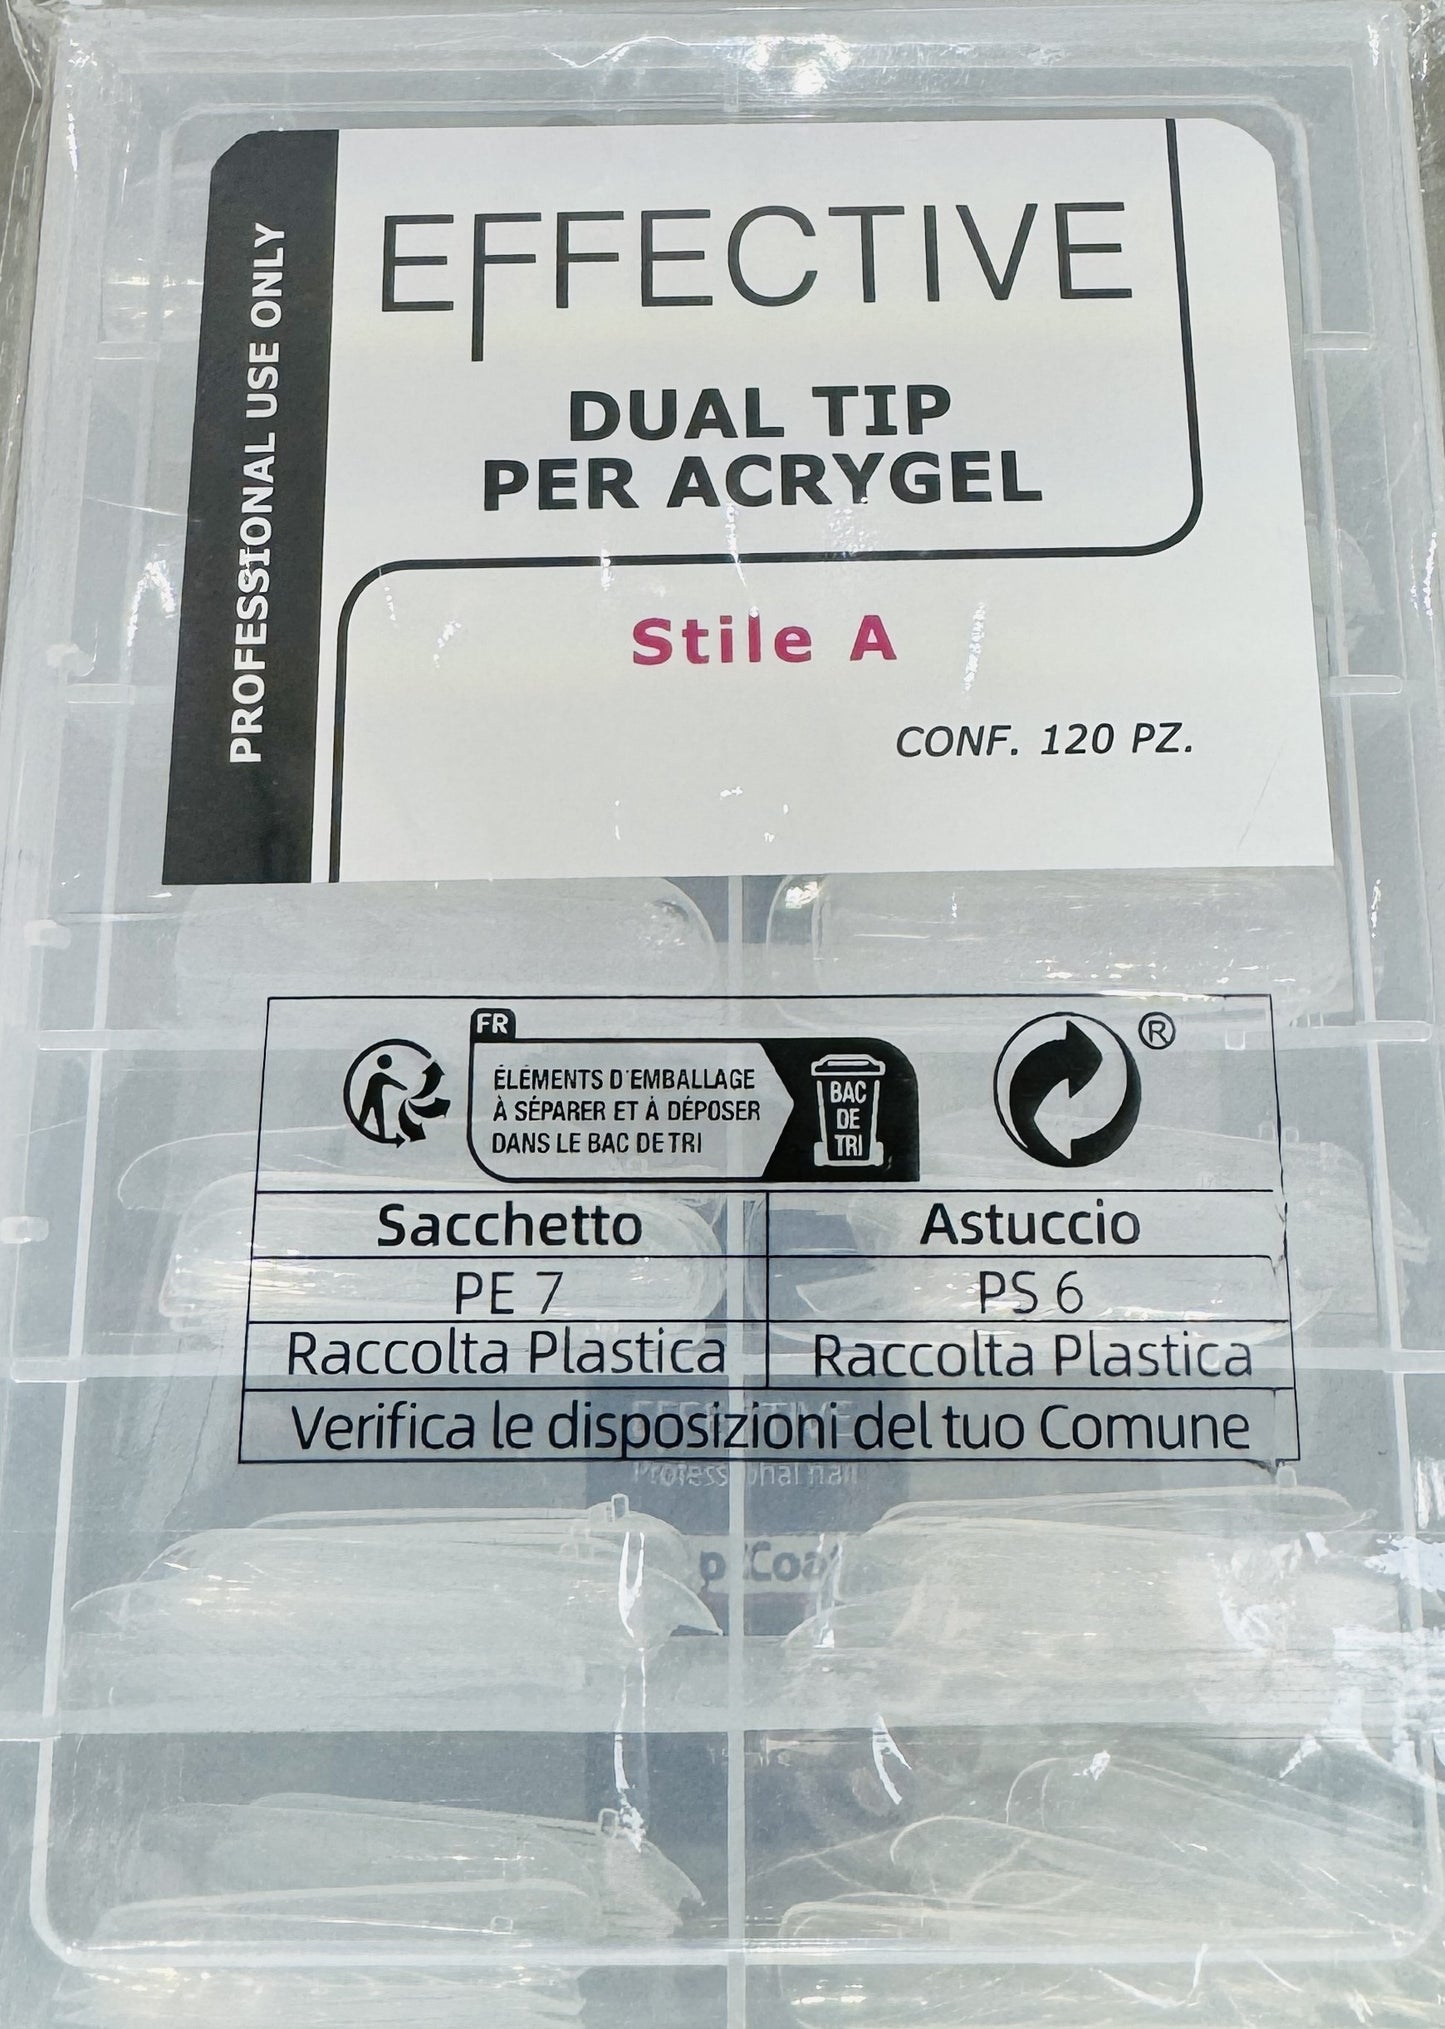 PROFESSIONAL USE ONLY
EFFECTIVE
DUAL TIP
PER ACRYGEL
Stile A
CONF. 120 PZ.
FR
ÉLÉMENTS D'EMBALLAGE
À SÉPARER ET À DÉPOSER
DANS LE BAC DE TRI
BAC
DE
TRI
®
Sacchetto Astuccio
PE 7 PS 6
Raccolta Plastica Raccolta Plastica
Verifica le disposizioni del tuo Comune